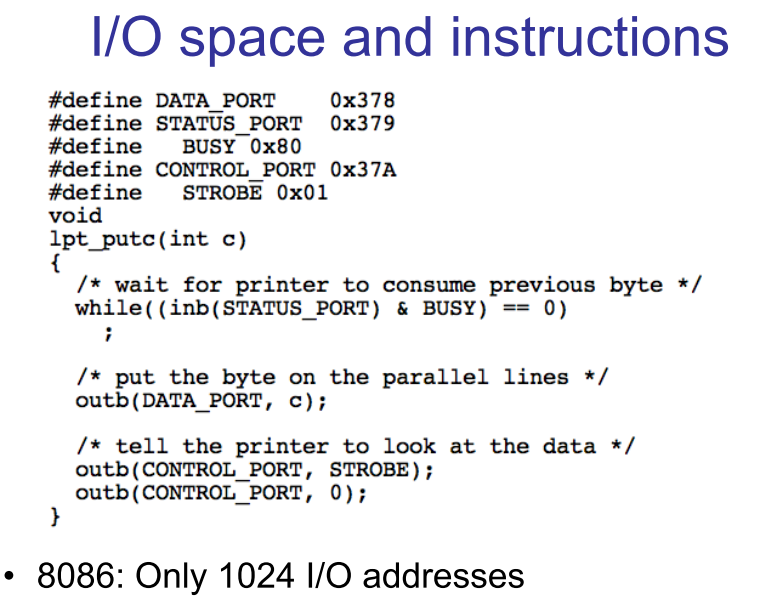 I/O space and instructions
#define DATA_PORT    0x378
#define STATUS_PORT  0x379
#define   BUSY 0x80
#define CONTROL_PORT 0x37A
#define   STROBE 0x01
void
lpt_putc(int c)
{
  /* wait for printer to consume previous byte */
  while((inb(STATUS_PORT) & BUSY) == 0)
    ;
  /* put the byte on the parallel lines */
  outb(DATA_PORT, c);
  /* tell the printer to look at the data */
  outb(CONTROL_PORT, STROBE);
  outb(CONTROL_PORT, 0);
}
• 8086: Only 1024 I/O addresses